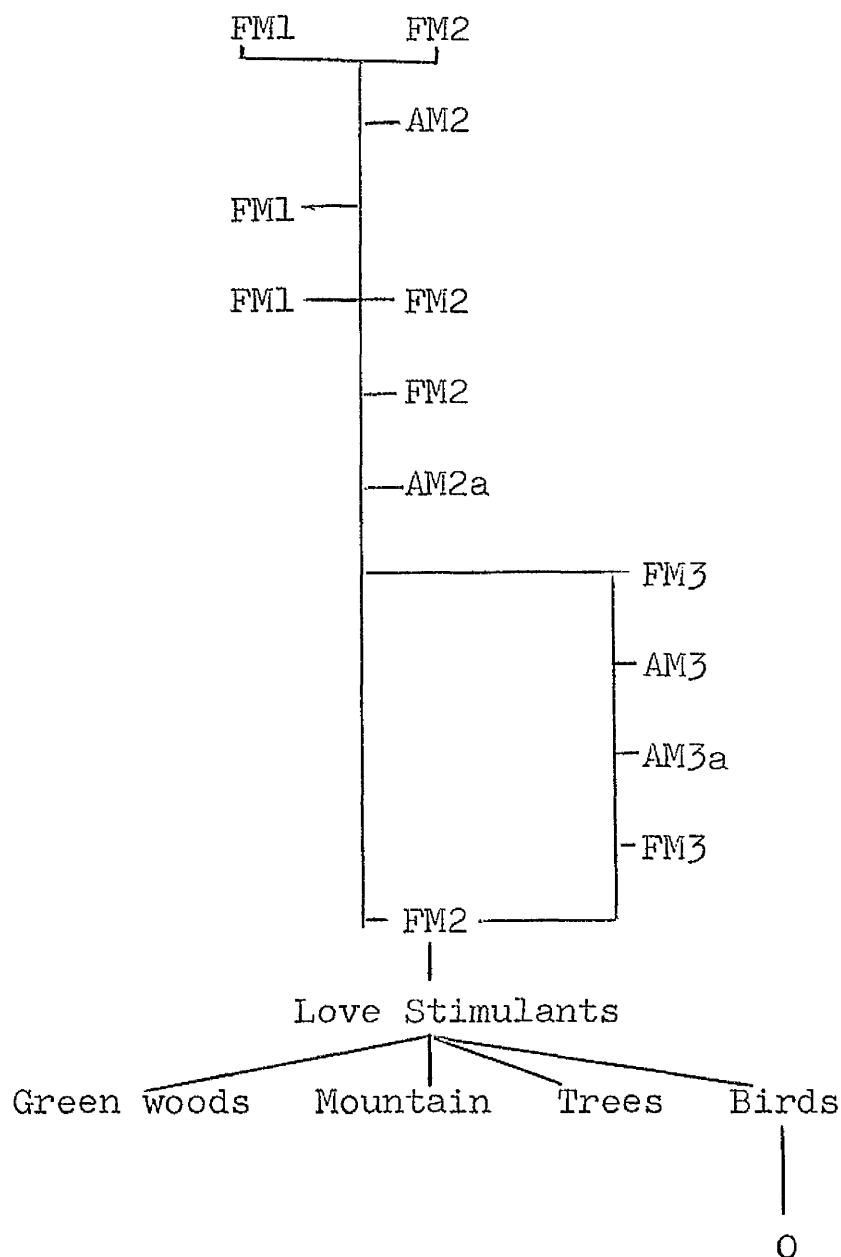 FM1 FM2
AM2
FM1
FM1 FM2
FM2
AM2a
FM3
AM3
AM3a
FM3
FM2
Love Stimulants
Green woods Mountain Trees Birds
O